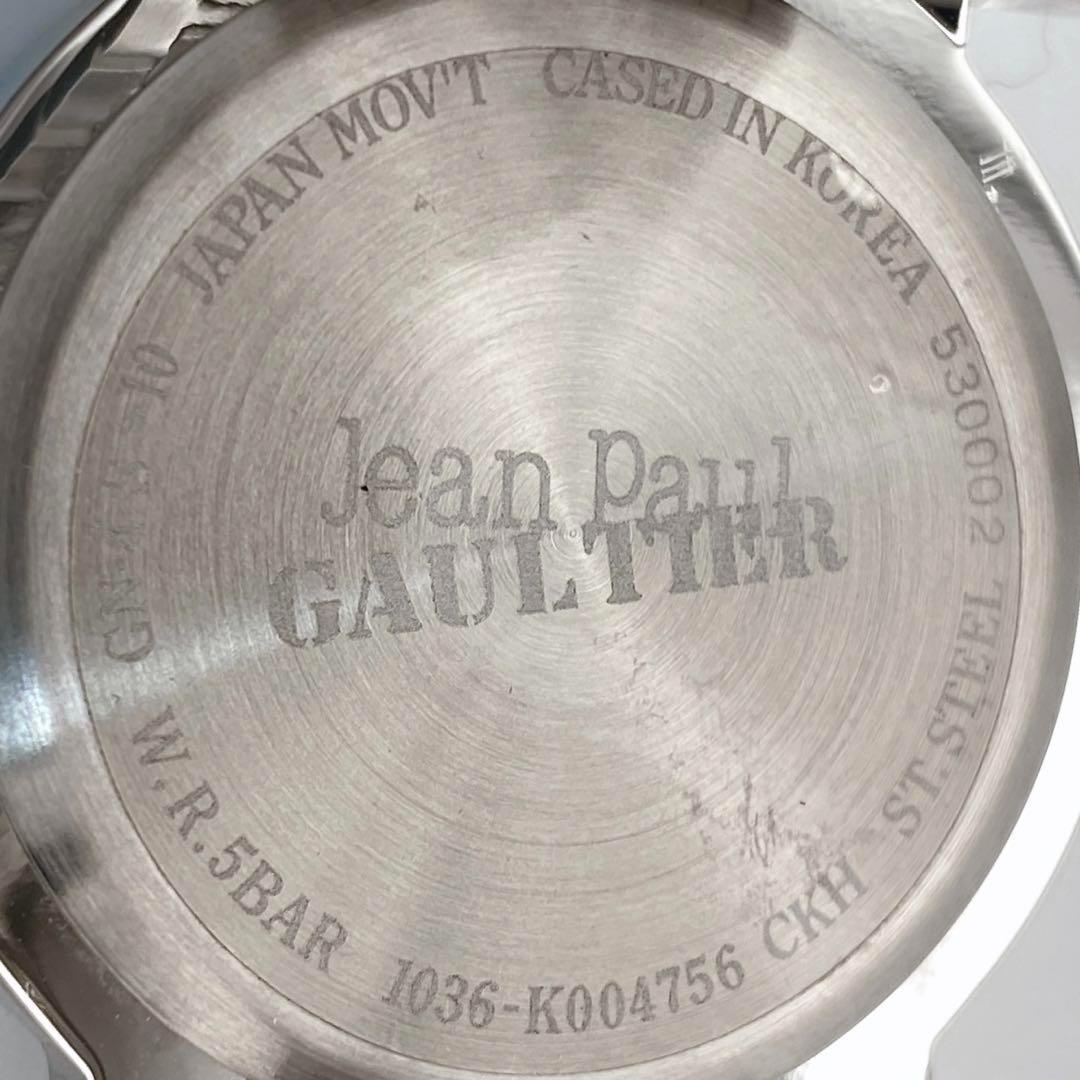 JAPAN MOV'T CASED IN KOREA 530002 ST.STEEL CKH 1036-K004756 W.R.5BAR
Jean Paul
GAULTIER